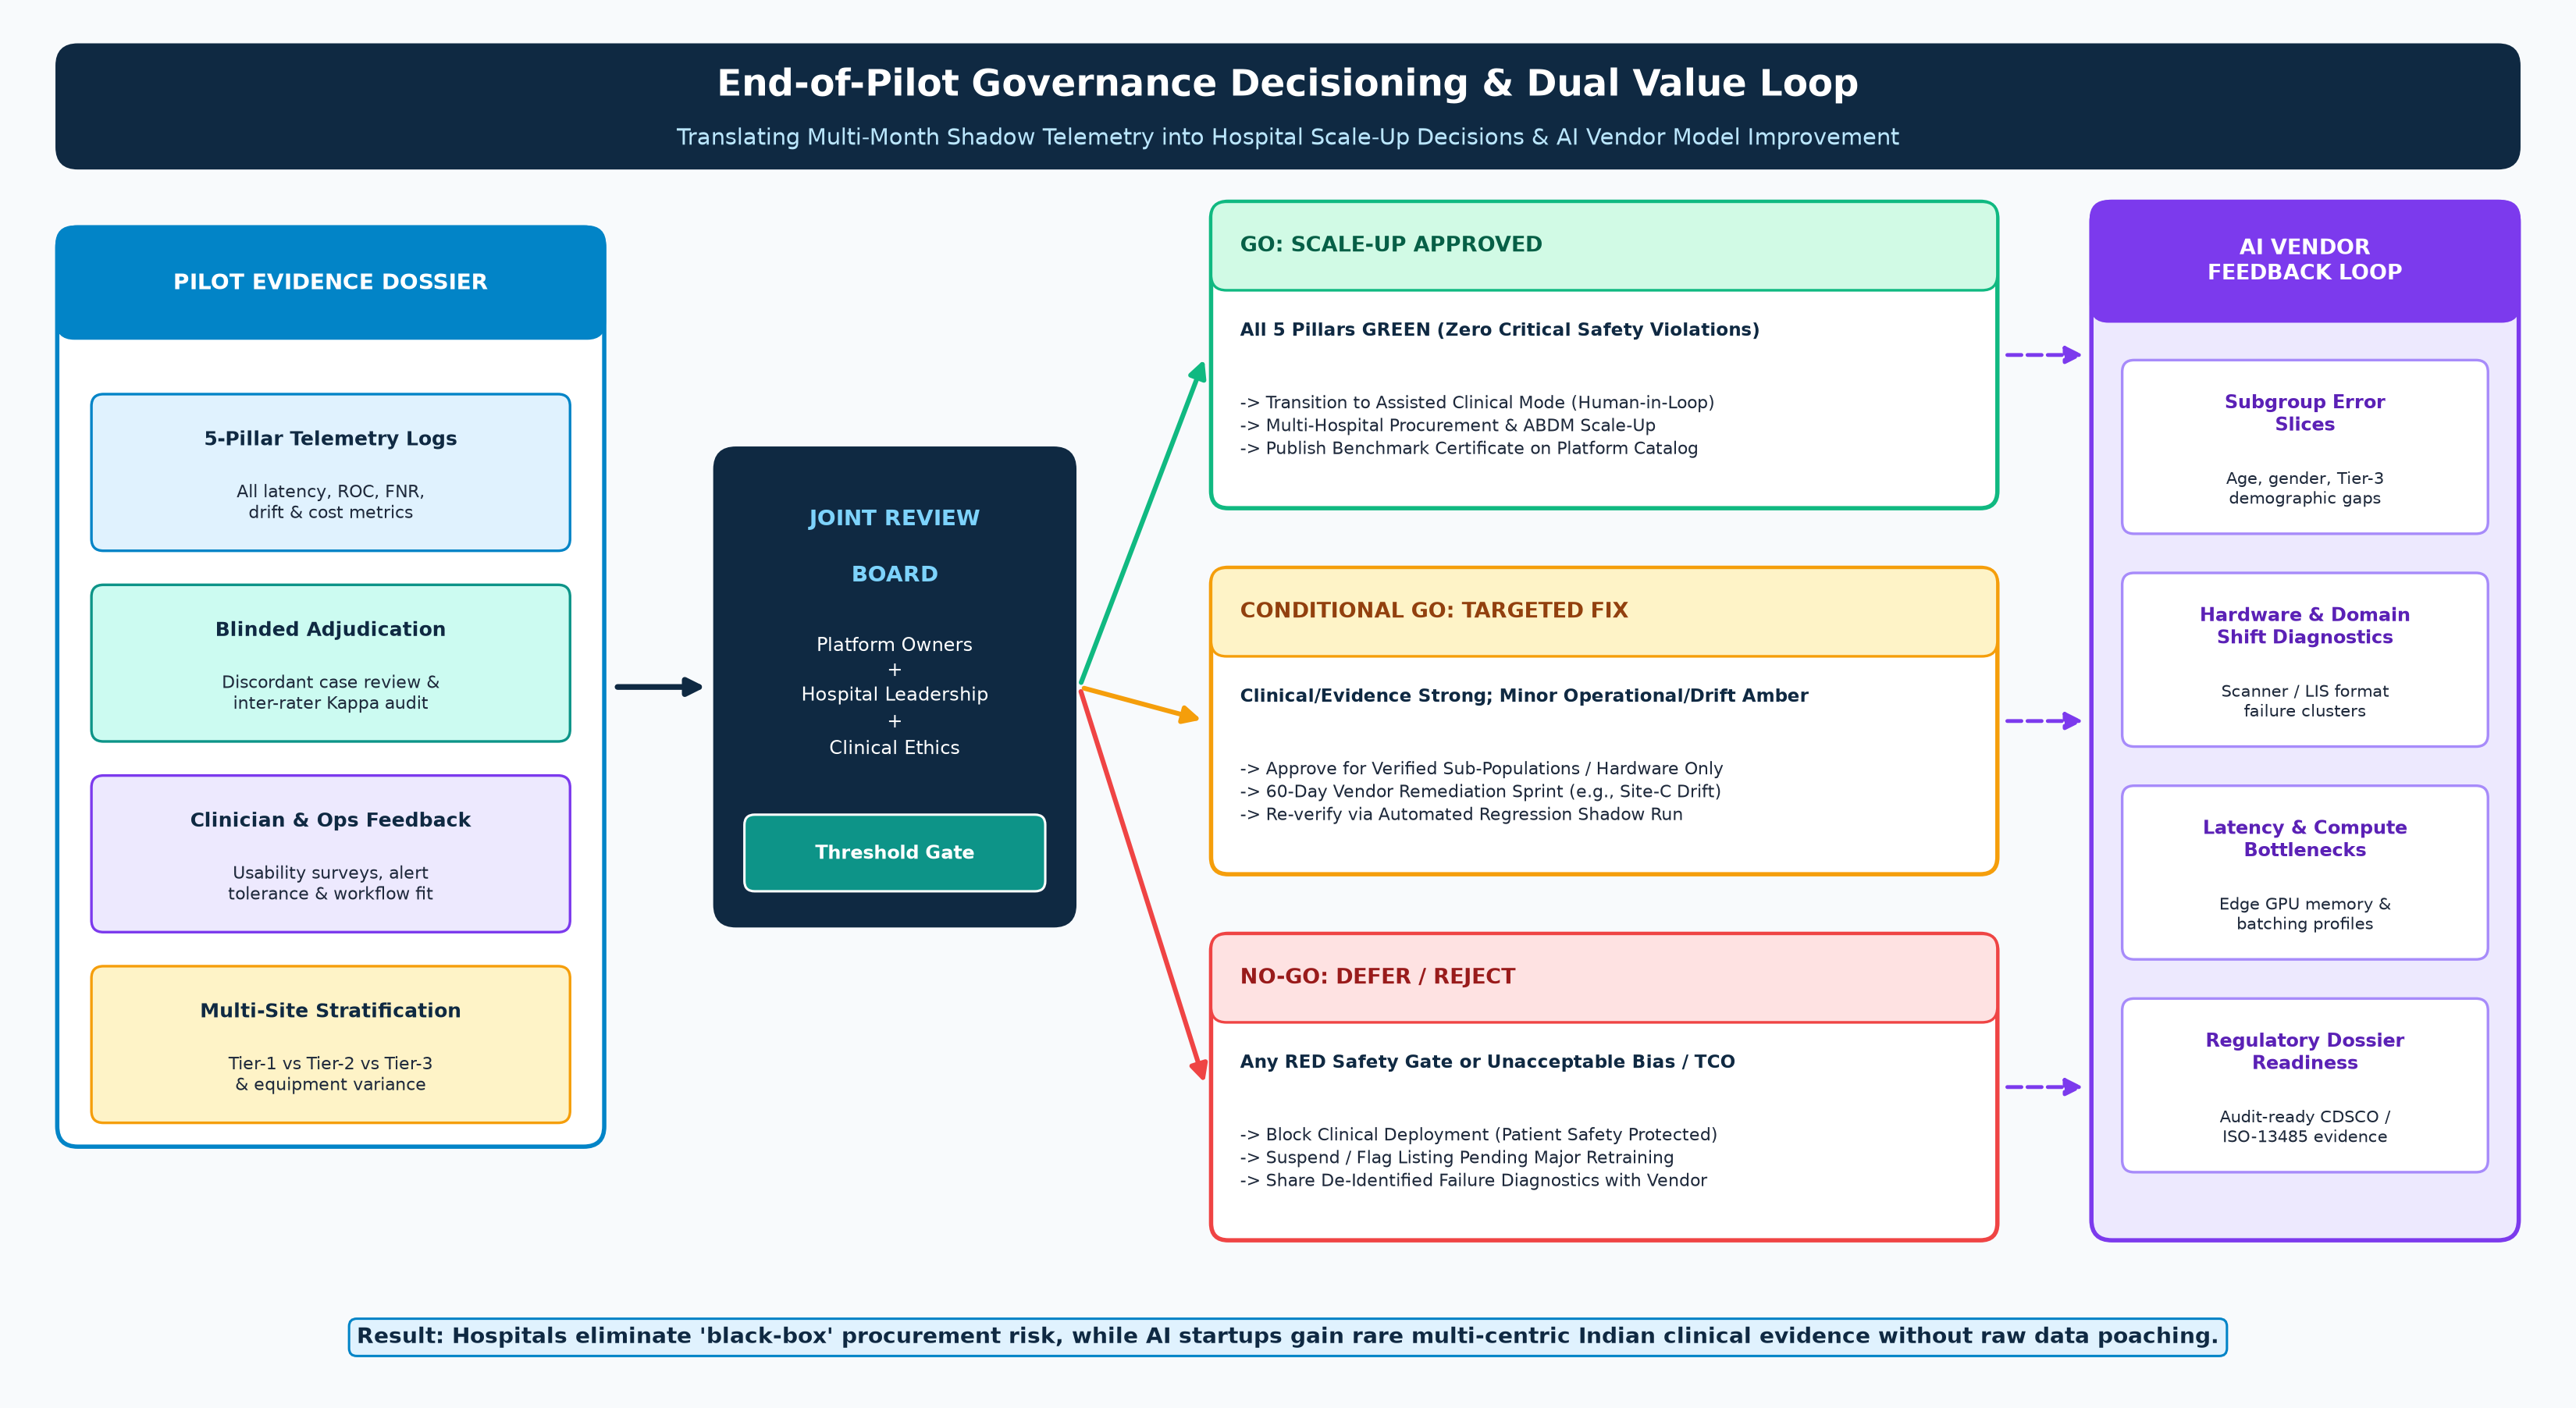 End-of-Pilot Governance Decisioning & Dual Value Loop
Translating Multi-Month Shadow Telemetry into Hospital Scale-Up Decisions & AI Vendor Model Improvement
PILOT EVIDENCE DOSSIER
5-Pillar Telemetry Logs
All latency, ROC, FNR,
drift & cost metrics
Blinded Adjudication
Discordant case review &
inter-rater Kappa audit
Clinician & Ops Feedback
Usability surveys, alert
tolerance & workflow fit
Multi-Site Stratification
Tier-1 vs Tier-2 vs Tier-3
& equipment variance
JOINT REVIEW
BOARD
Platform Owners
+
Hospital Leadership
+
Clinical Ethics
Threshold Gate
GO: SCALE-UP APPROVED
All 5 Pillars GREEN (Zero Critical Safety Violations)
-> Transition to Assisted Clinical Mode (Human-in-Loop)
-> Multi-Hospital Procurement & ABDM Scale-Up
-> Publish Benchmark Certificate on Platform Catalog
CONDITIONAL GO: TARGETED FIX
Clinical/Evidence Strong; Minor Operational/Drift Amber
-> Approve for Verified Sub-Populations / Hardware Only
-> 60-Day Vendor Remediation Sprint (e.g., Site-C Drift)
-> Re-verify via Automated Regression Shadow Run
NO-GO: DEFER / REJECT
Any RED Safety Gate or Unacceptable Bias / TCO
-> Block Clinical Deployment (Patient Safety Protected)
-> Suspend / Flag Listing Pending Major Retraining
-> Share De-Identified Failure Diagnostics with Vendor
AI VENDOR
FEEDBACK LOOP
Subgroup Error
Slices
Age, gender, Tier-3
demographic gaps
Hardware & Domain
Shift Diagnostics
Scanner / LIS format
failure clusters
Latency & Compute
Bottlenecks
Edge GPU memory &
batching profiles
Regulatory Dossier
Readiness
Audit-ready CDSCO /
ISO-13485 evidence
Result: Hospitals eliminate 'black-box' procurement risk, while AI startups gain rare multi-centric Indian clinical evidence without raw data poaching.